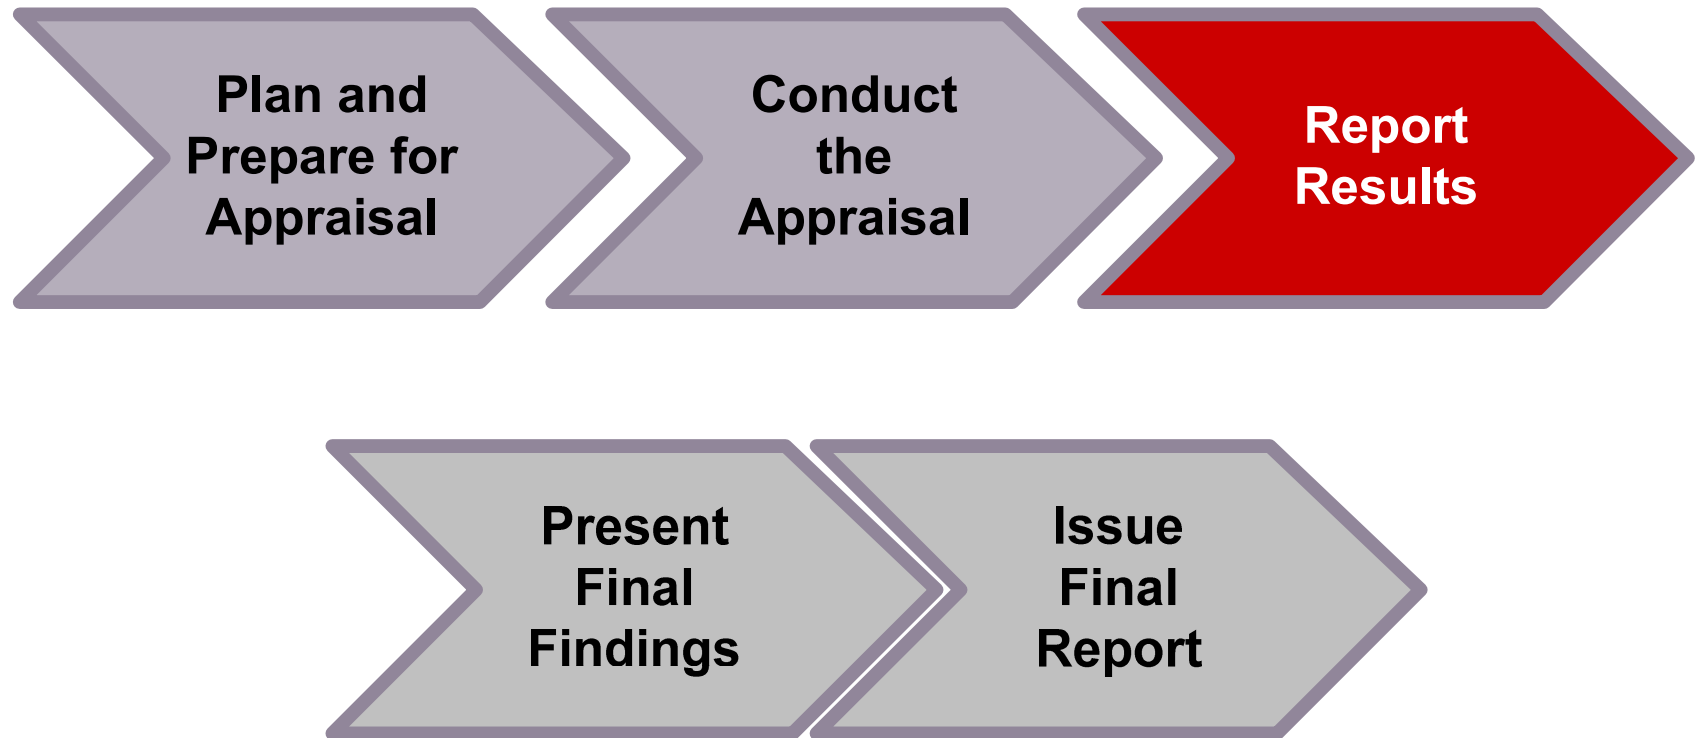 Plan and
Prepare for
Appraisal
Conduct
the
Appraisal
Report
Results
Present
Final
Findings
Issue
Final
Report